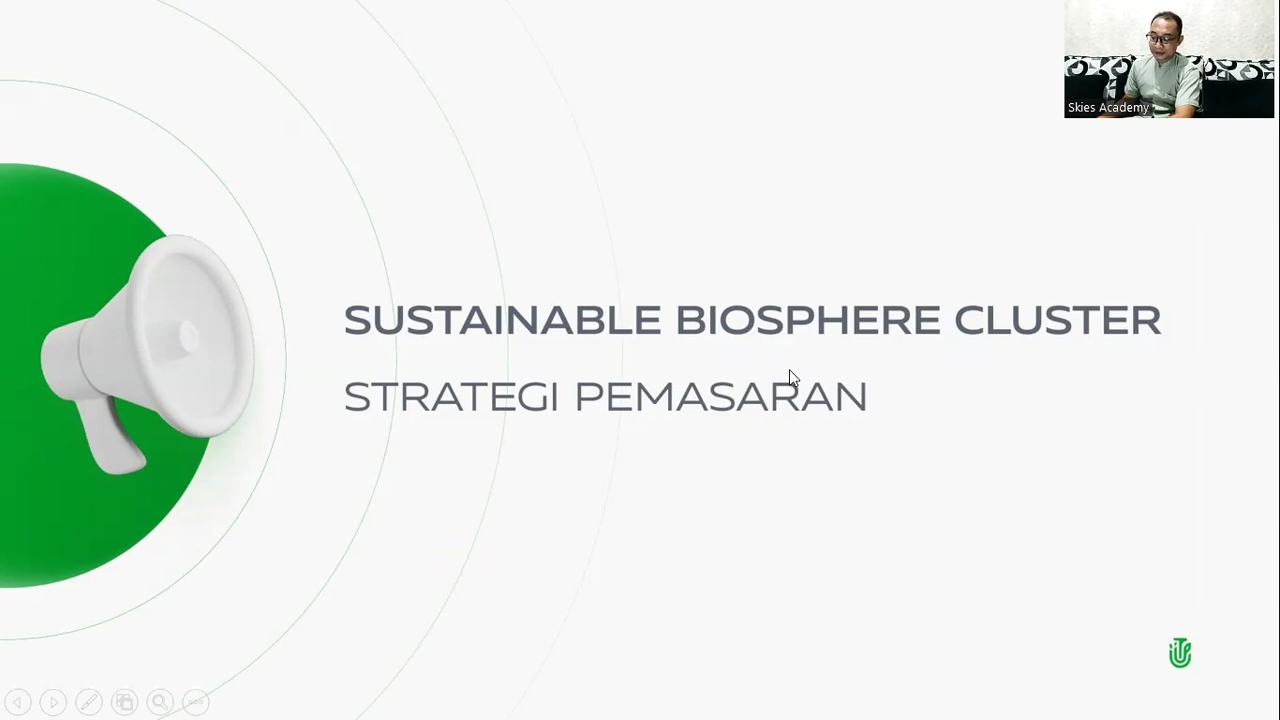 Skies Academy
SUSTAINABLE BIOSPHERE CLUSTER
STRATEGI PEMASARAN